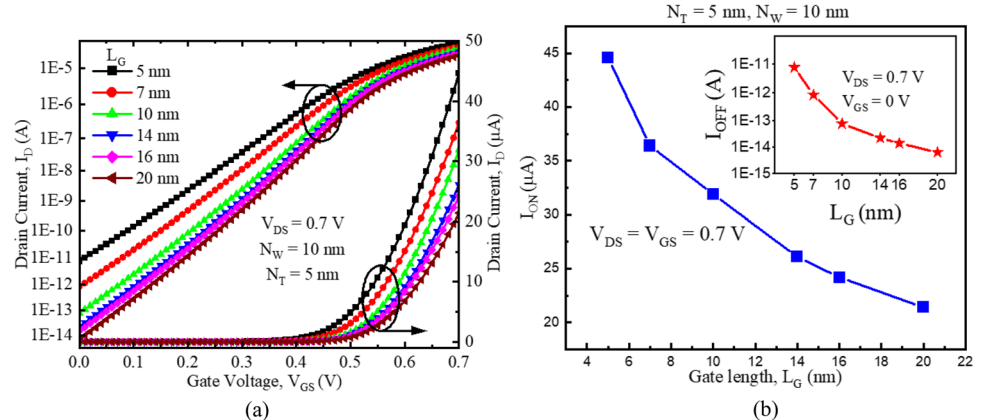 L_G
5 nm
7 nm
10 nm
14 nm
16 nm
20 nm
V_DS = 0.7 V
N_W = 10 nm
N_T = 5 nm
Drain Current, I_D (A)
1E-5
1E-6
1E-7
1E-8
1E-9
1E-10
1E-11
1E-12
1E-13
1E-14
50
40
30
20
10
0
Drain Current, I_D (µA)
0.0 0.1 0.2 0.3 0.4 0.5 0.6 0.7
Gate Voltage, V_GS (V)
(a)
N_T = 5 nm, N_W = 10 nm
I_ON (µA)
45
40
35
30
25
20
V_DS = V_GS = 0.7 V
I_OFF (A)
1E-11
1E-12
1E-13
1E-14
1E-15
V_DS = 0.7 V
V_GS = 0 V
5 7 10 14 16 20
L_G (nm)
4 6 8 10 12 14 16 18 20 22
Gate length, L_G (nm)
(b)